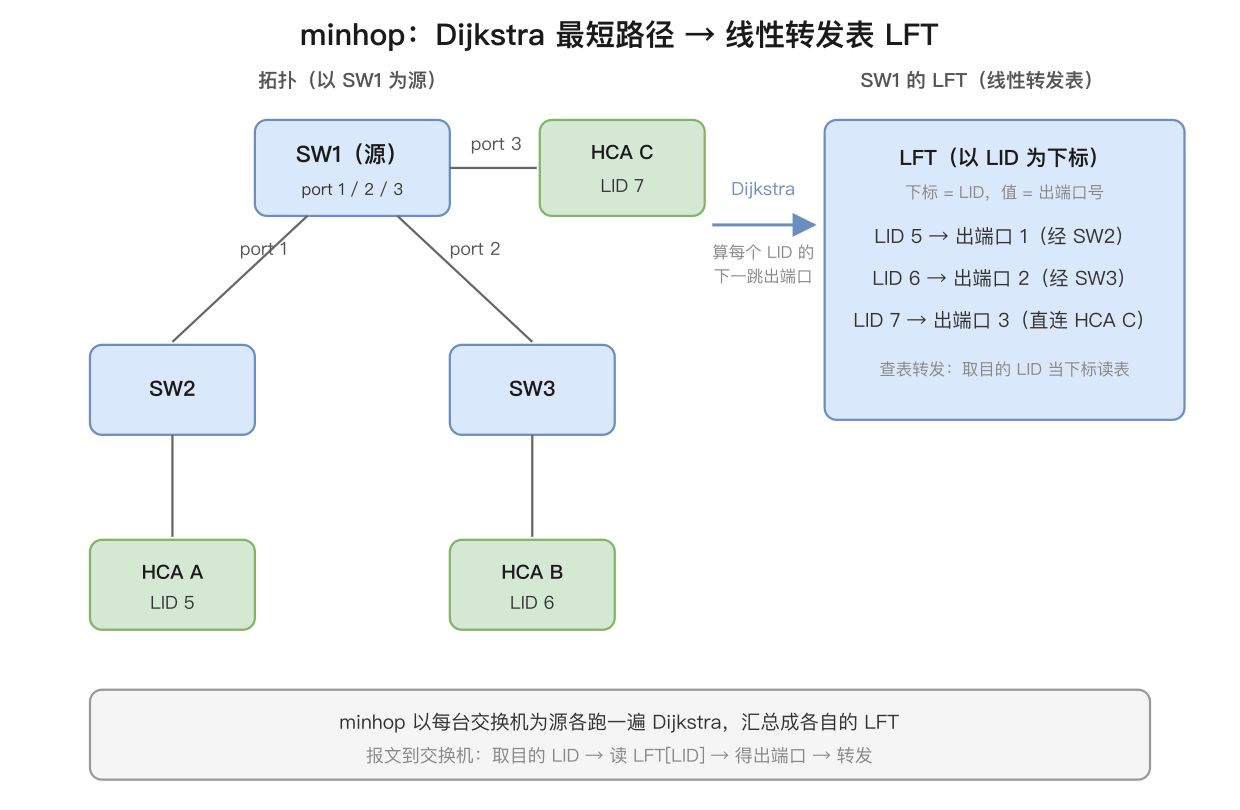 minhop：Dijkstra 最短路径 → 线性转发表 LFT
拓扑（以 SW1 为源）
SW1 的 LFT（线性转发表）
SW1（源）
port 1 / 2 / 3
port 3
HCA C
LID 7
port 1
port 2
Dijkstra
算每个 LID 的
下一跳出端口
LFT（以 LID 为下标）
下标 = LID，值 = 出端口号
LID 5 → 出端口 1（经 SW2）
LID 6 → 出端口 2（经 SW3）
LID 7 → 出端口 3（直连 HCA C）
查表转发：取目的 LID 当下标读表
SW2
SW3
HCA A
LID 5
HCA B
LID 6
minhop 以每台交换机为源各跑一遍 Dijkstra，汇总成各自的 LFT
报文到交换机：取目的 LID → 读 LFT[LID] → 得出端口 → 转发